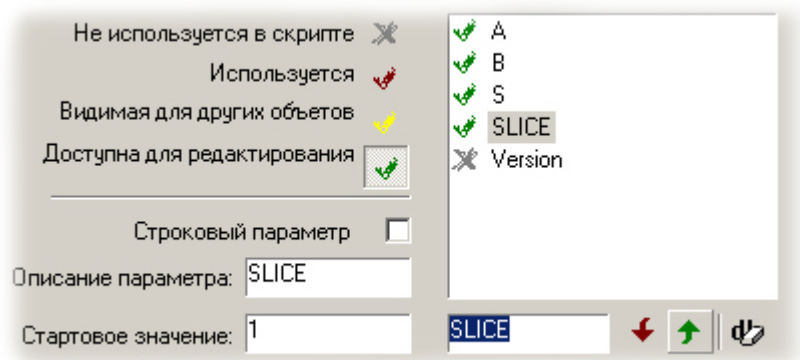 Не используется в скрипте
Используется
Видимая для других объетов
Доступна для редактирования
Строковый параметр
Описание параметра: SLICE
Стартовое значение: 1
A
B
S
SLICE
Version
SLICE